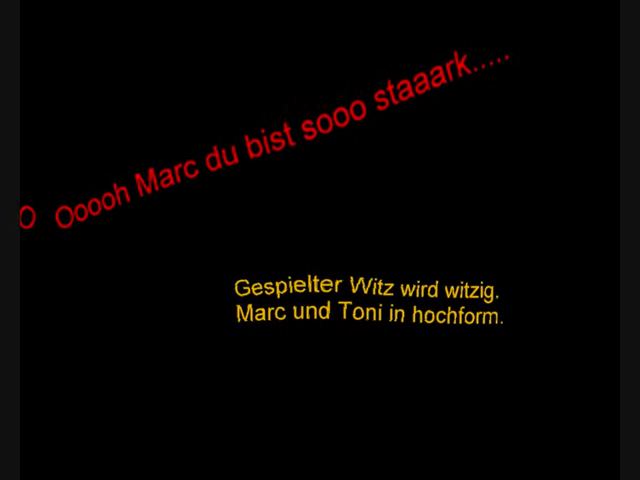 O Ooooh Marc du bist sooo staaark.....
Gespielter Witz wird witzig.
Marc und Toni in hochform.